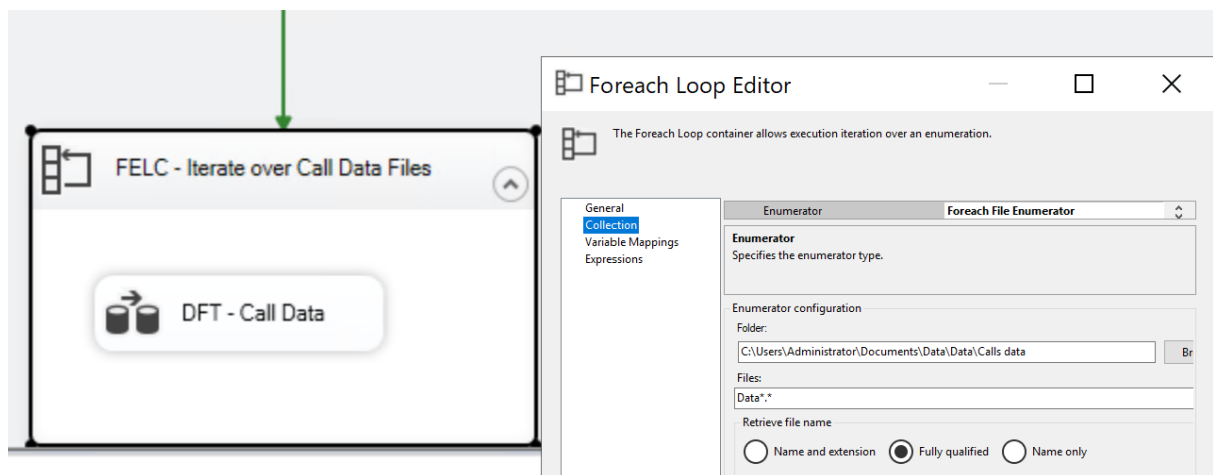 FELC - Iterate over Call Data Files
DFT - Call Data
Foreach Loop Editor
The Foreach Loop container allows execution iteration over an enumeration.
General
Collection
Variable Mappings
Expressions
Enumerator Foreach File Enumerator
Enumerator
Specifies the enumerator type.
Enumerator configuration
Folder:
C:\Users\Administrator\Documents\Data\Data\Calls data
Br
Files:
Data*.*
Retrieve file name
Name and extension Fully qualified Name only